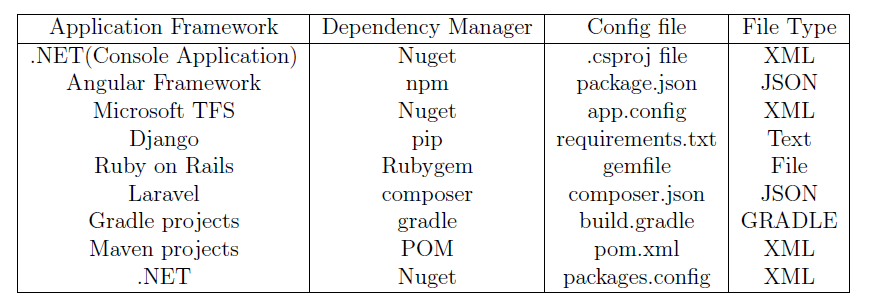 Application Framework Dependency Manager Config file File Type
.NET(Console Application) Nuget .csproj file XML
Angular Framework npm package.json JSON
Microsoft TFS Nuget app.config XML
Django pip requirements.txt Text
Ruby on Rails Rubygem gemfile File
Laravel composer composer.json JSON
Gradle projects gradle build.gradle GRADLE
Maven projects POM pom.xml XML
.NET Nuget packages.config XML